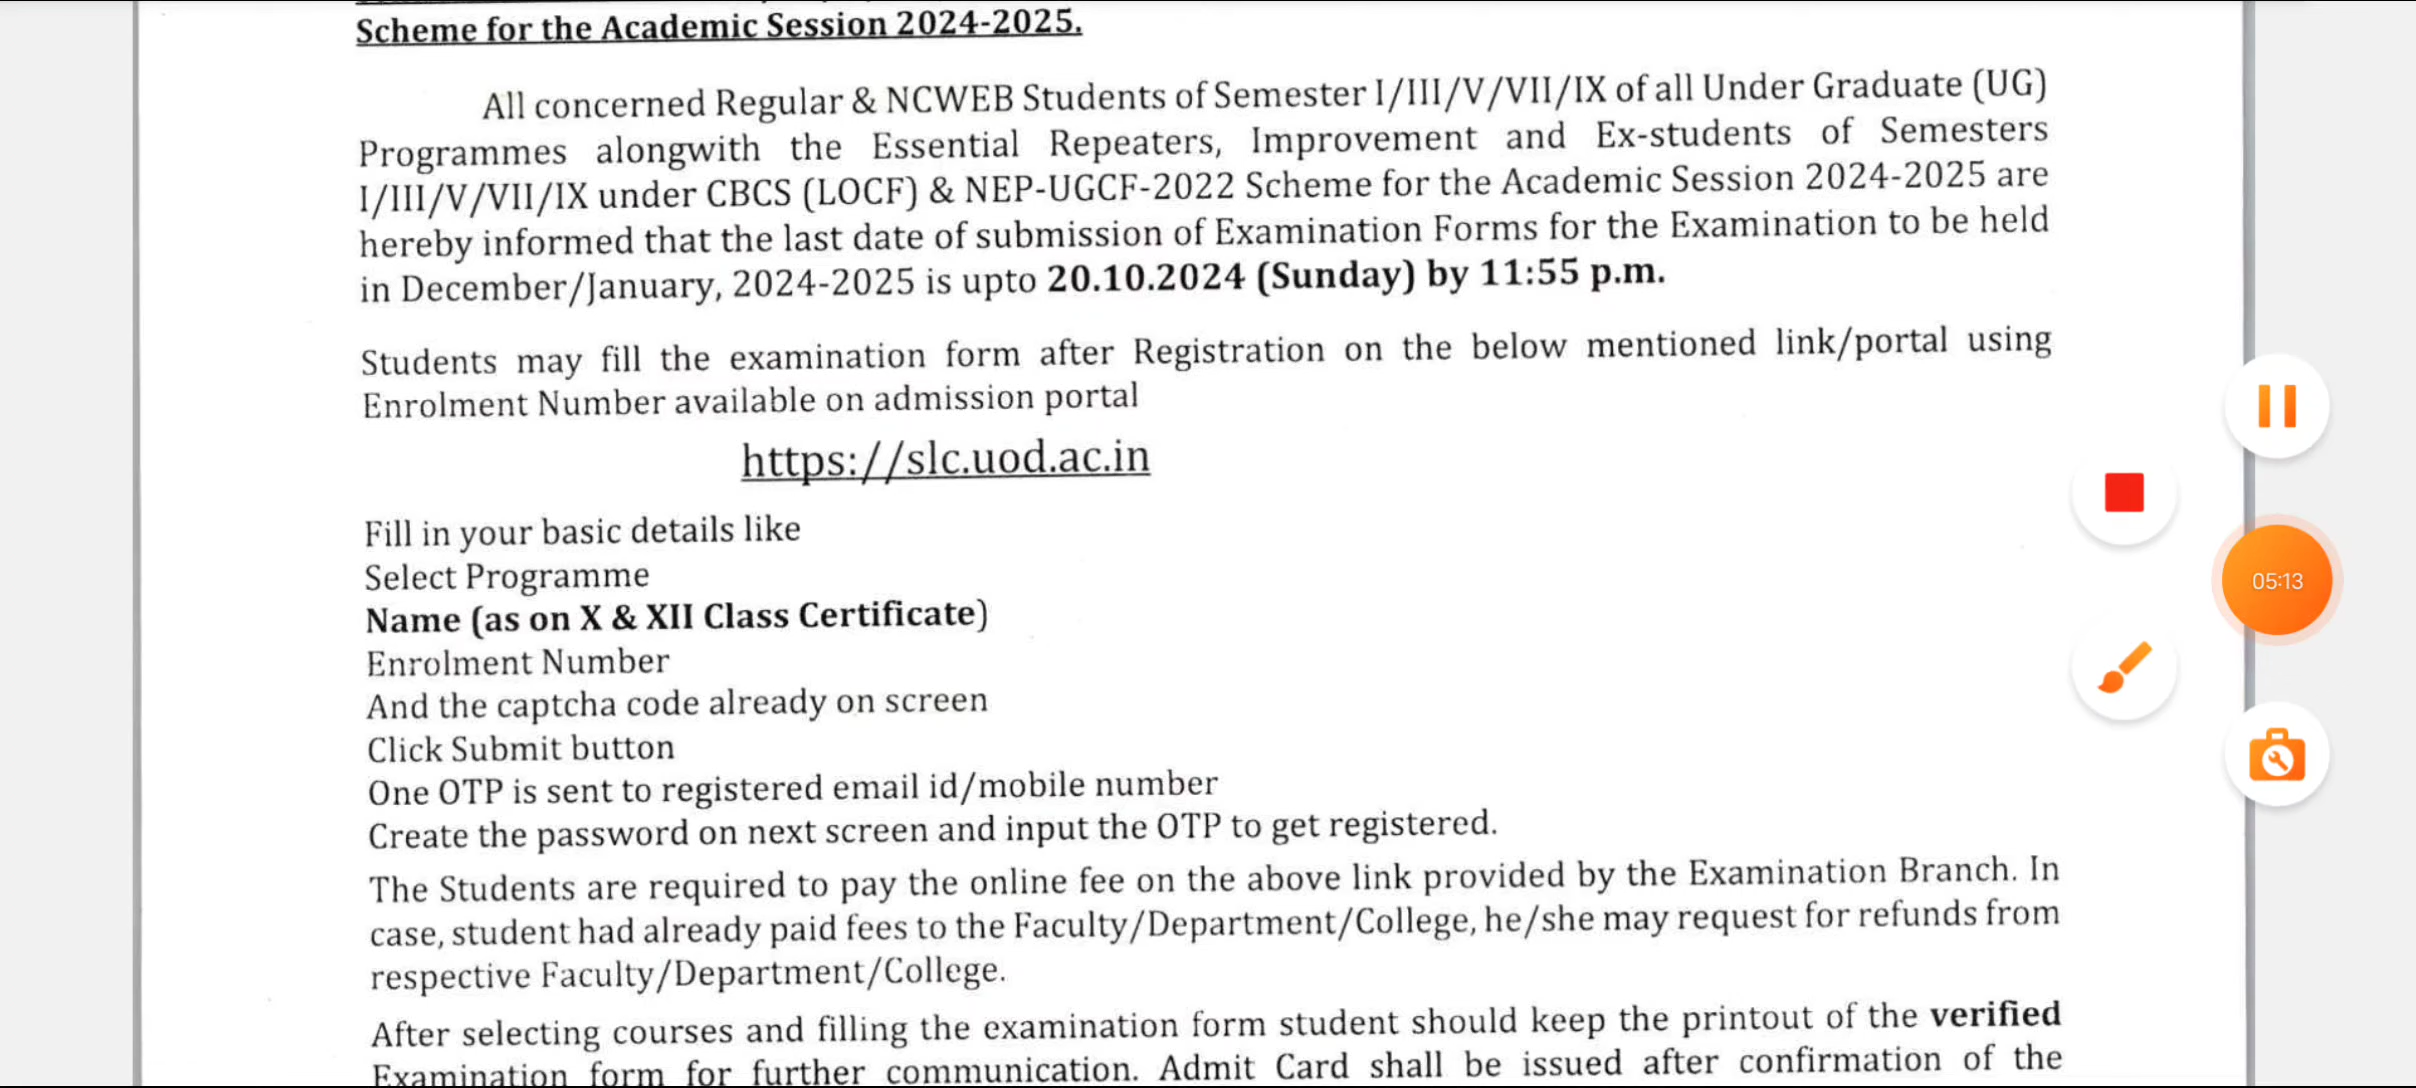 Scheme for the Academic Session 2024-2025.
All concerned Regular & NCWEB Students of Semester I/III/V/VII/IX of all Under Graduate (UG)
Programmes alongwith the Essential Repeaters, Improvement and Ex-students of Semesters
I/III/V/VII/IX under CBCS (LOCF) & NEP-UGCF-2022 Scheme for the Academic Session 2024-2025 are
hereby informed that the last date of submission of Examination Forms for the Examination to be held
in December/January, 2024-2025 is upto 20.10.2024 (Sunday) by 11:55 p.m.
Students may fill the examination form after Registration on the below mentioned link/portal using
Enrolment Number available on admission portal
https://slc.uod.ac.in
Fill in your basic details like
Select Programme
Name (as on X & XII Class Certificate)
Enrolment Number
And the captcha code already on screen
Click Submit button
One OTP is sent to registered email id/mobile number
Create the password on next screen and input the OTP to get registered.
The Students are required to pay the online fee on the above link provided by the Examination Branch. In
case, student had already paid fees to the Faculty/Department/College, he/she may request for refunds from
respective Faculty/Department/College.
After selecting courses and filling the examination form student should keep the printout of the verified
Examination form for further communication. Admit Card shall be issued after confirmation of the
05:13